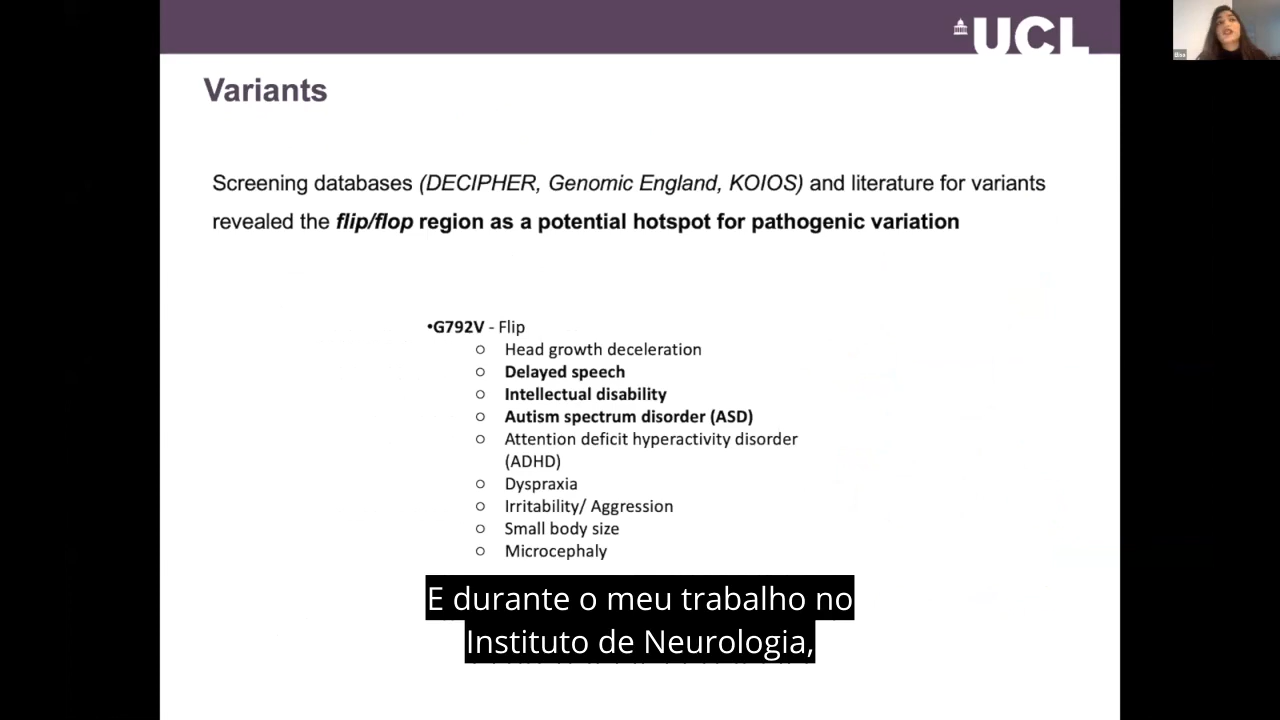 UCL
Elisa
Variants
Screening databases (DECIPHER, Genomic England, KOIOS) and literature for variants
revealed the flip/flop region as a potential hotspot for pathogenic variation
•G792V - Flip
○ Head growth deceleration
○ Delayed speech
○ Intellectual disability
○ Autism spectrum disorder (ASD)
○ Attention deficit hyperactivity disorder
(ADHD)
○ Dyspraxia
○ Irritability/ Aggression
○ Small body size
○ Microcephaly
E durante o meu trabalho no
Instituto de Neurologia,